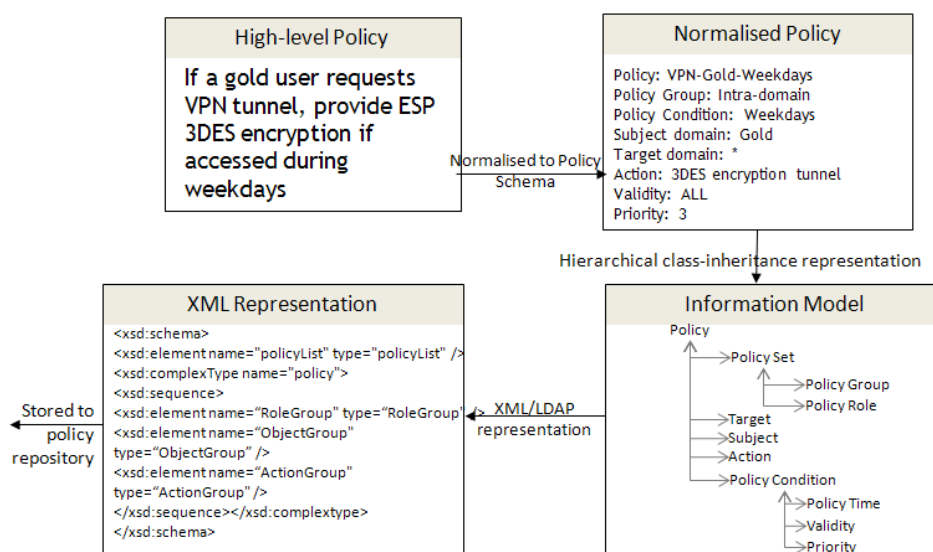 High-level Policy
If a gold user requests
VPN tunnel, provide ESP
3DES encryption if
accessed during
weekdays
Normalised to Policy
Schema
Normalised Policy
Policy: VPN-Gold-Weekdays
Policy Group: Intra-domain
Policy Condition: Weekdays
Subject domain: Gold
Target domain: *
Action: 3DES encryption tunnel
Validity: ALL
Priority: 3
Hierarchical class-inheritance representation
Information Model
Policy
Policy Set
Policy Group
Policy Role
Target
Subject
Action
Policy Condition
Policy Time
Validity
Priority
XML/LDAP
representation
XML Representation
<xsd:schema>
<xsd:element name="policyList" type="policyList" />
<xsd:complexType name="policy">
<xsd:sequence>
<xsd:element name="RoleGroup" type="RoleGroup" />
<xsd:element name="ObjectGroup"
type="ObjectGroup" />
<xsd:element name="ActionGroup"
type="ActionGroup" />
</xsd:sequence></xsd:complextype>
</xsd:schema>
Stored to
policy
repository